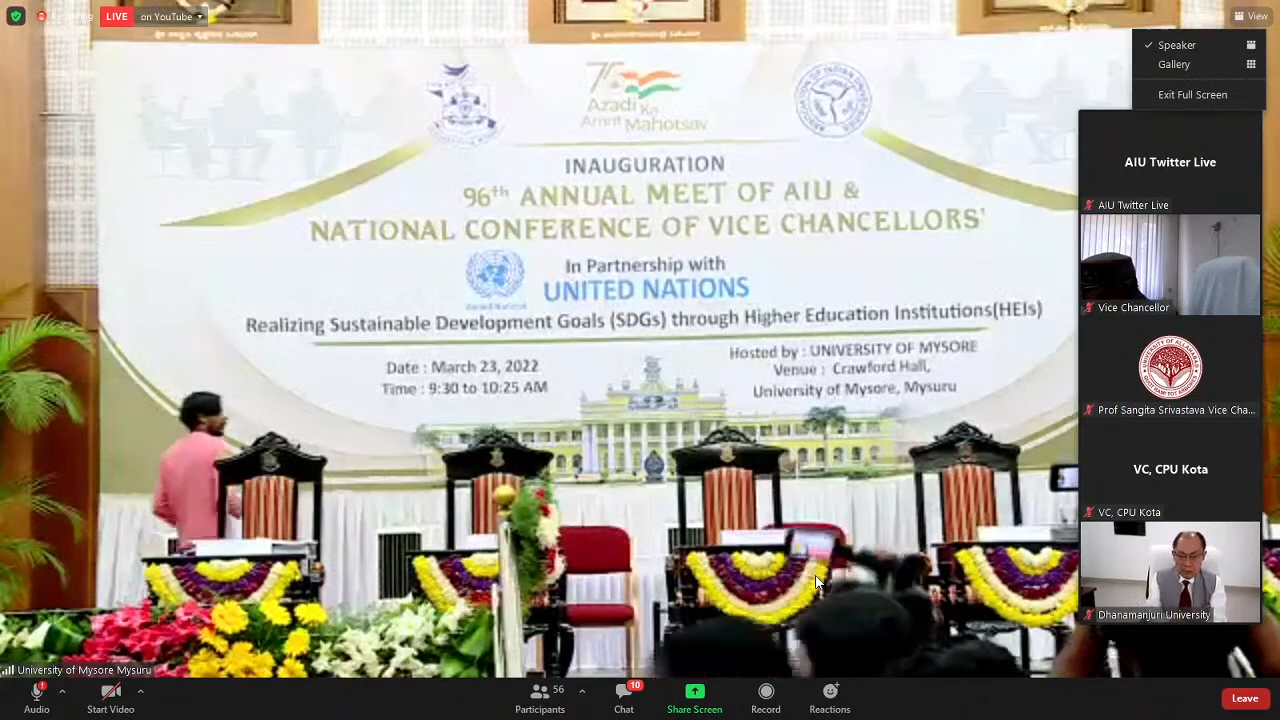 Recording
LIVE on YouTube
View
Speaker
Gallery
Exit Full Screen
75
Azadi Ka
Amrit Mahotsav
INAUGURATION
96th ANNUAL MEET OF AIU &
NATIONAL CONFERENCE OF VICE CHANCELLORS'
In Partnership with
UNITED NATIONS
Realizing Sustainable Development Goals (SDGs) through Higher Education Institutions(HEIs)
Date : March 23, 2022
Time : 9:30 to 10:25 AM
Hosted by : UNIVERSITY OF MYSORE
Venue : Crawford Hall,
University of Mysore, Mysuru
AIU Twitter Live
AIU Twitter Live
Vice Chancellor
Prof Sangita Srivastava Vice Cha...
VC, CPU Kota
VC, CPU Kota
Dhanamanjuri University
University of Mysore Mysuru
Audio
Start Video
56
Participants
10
Chat
Share Screen
Record
Reactions
Leave